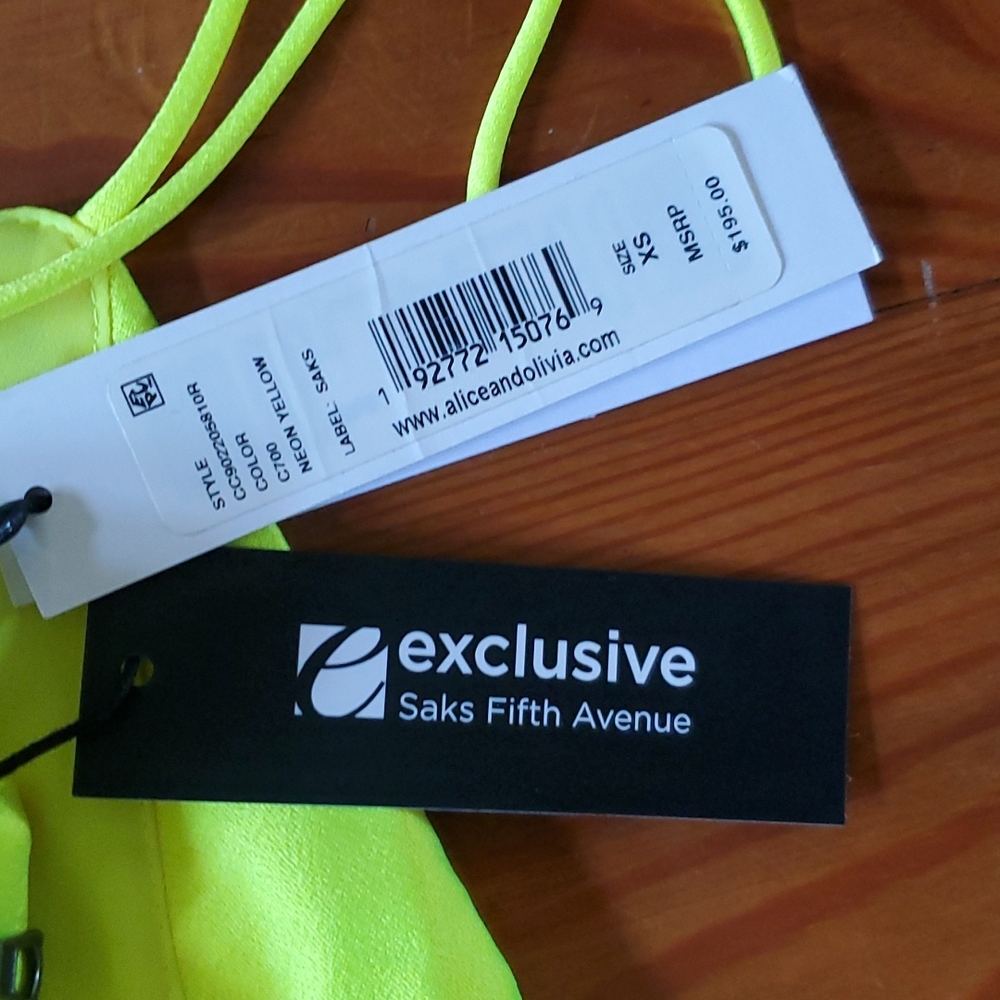 STYLE
CC902205810R
COLOR
C700
NEON YELLOW
LABEL: SAKS
1 92772 15076 9
www.aliceandolivia.com
SIZE
XS
MSRP
$195.00
exclusive
Saks Fifth Avenue